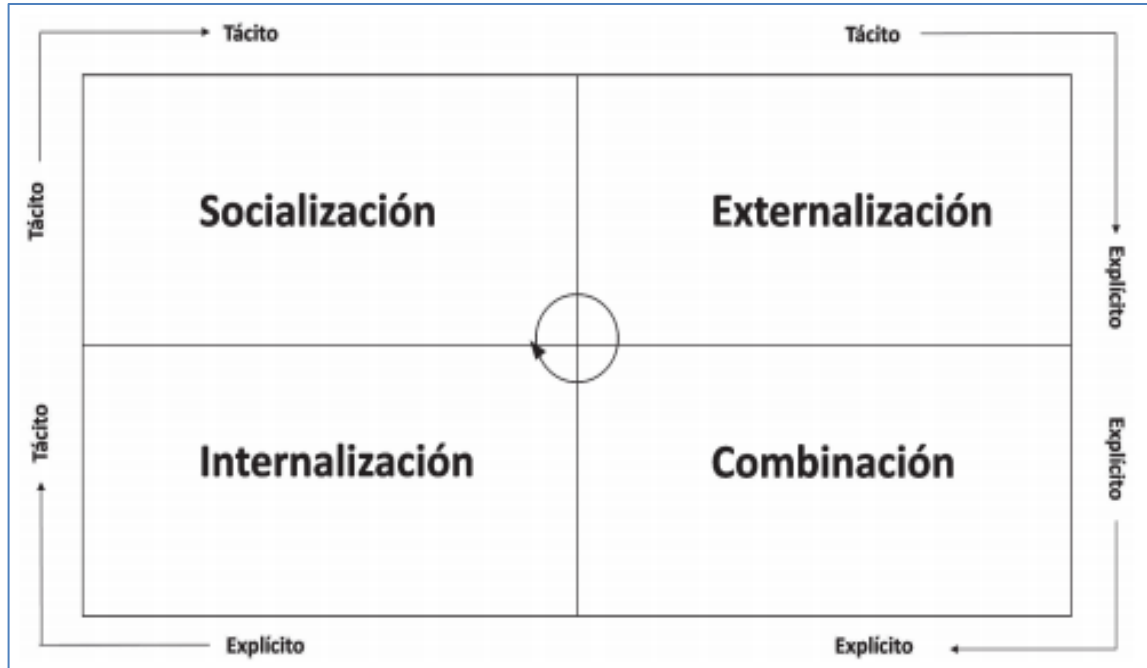 Tácito
Tácito
Tácito
Explícito
Socialización
Externalización
Tácito
Explícito
Internalización
Combinación
Explícito
Explícito